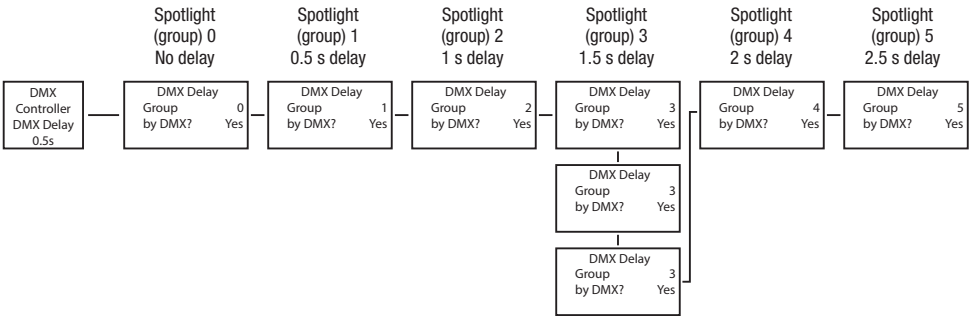 Spotlight
(group) 0
No delay
Spotlight
(group) 1
0.5 s delay
Spotlight
(group) 2
1 s delay
Spotlight
(group) 3
1.5 s delay
Spotlight
(group) 4
2 s delay
Spotlight
(group) 5
2.5 s delay
DMX
Controller
DMX Delay
0.5s
DMX Delay
Group 0
by DMX? Yes
DMX Delay
Group 1
by DMX? Yes
DMX Delay
Group 2
by DMX? Yes
DMX Delay
Group 3
by DMX? Yes
DMX Delay
Group 3
by DMX? Yes
DMX Delay
Group 3
by DMX? Yes
DMX Delay
Group 4
by DMX? Yes
DMX Delay
Group 5
by DMX? Yes